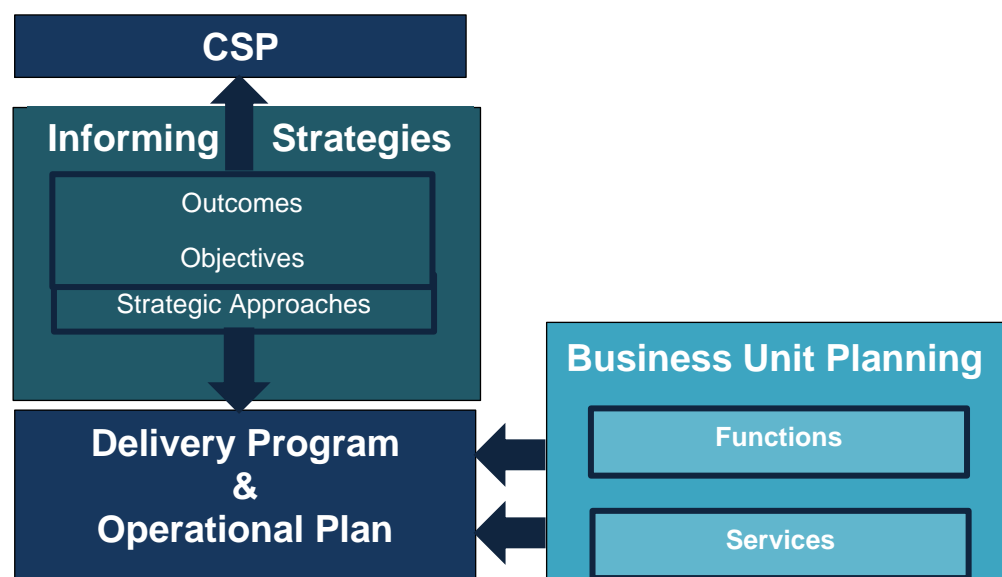 CSP
Informing Strategies
Outcomes
Objectives
Strategic Approaches
Delivery Program
&
Operational Plan
Business Unit Planning
Functions
Services